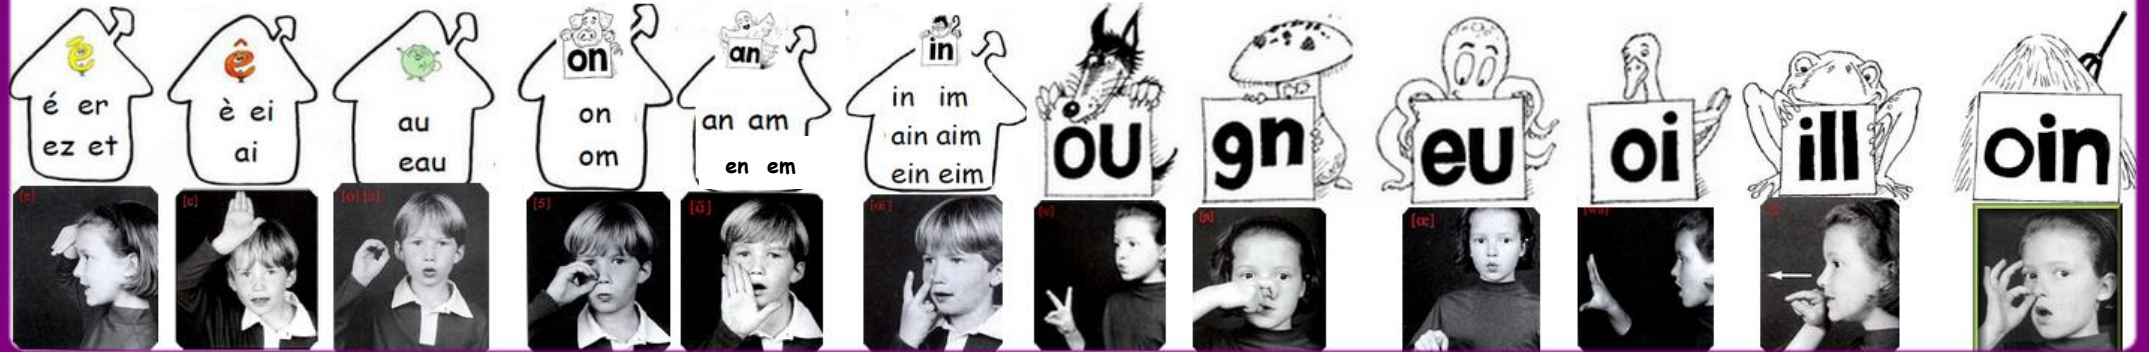 é er
ez et
[e]
ê
è ei
ai
[ɛ]
au
eau
[o] [ɔ]
on
on
om
[ɔ̃]
an
an am
en em
[ɑ̃]
in
in im
ain aim
ein eim
ou
[u]
gn
[ɲ]
eu
[œ]
oi
[wa]
ill
oin